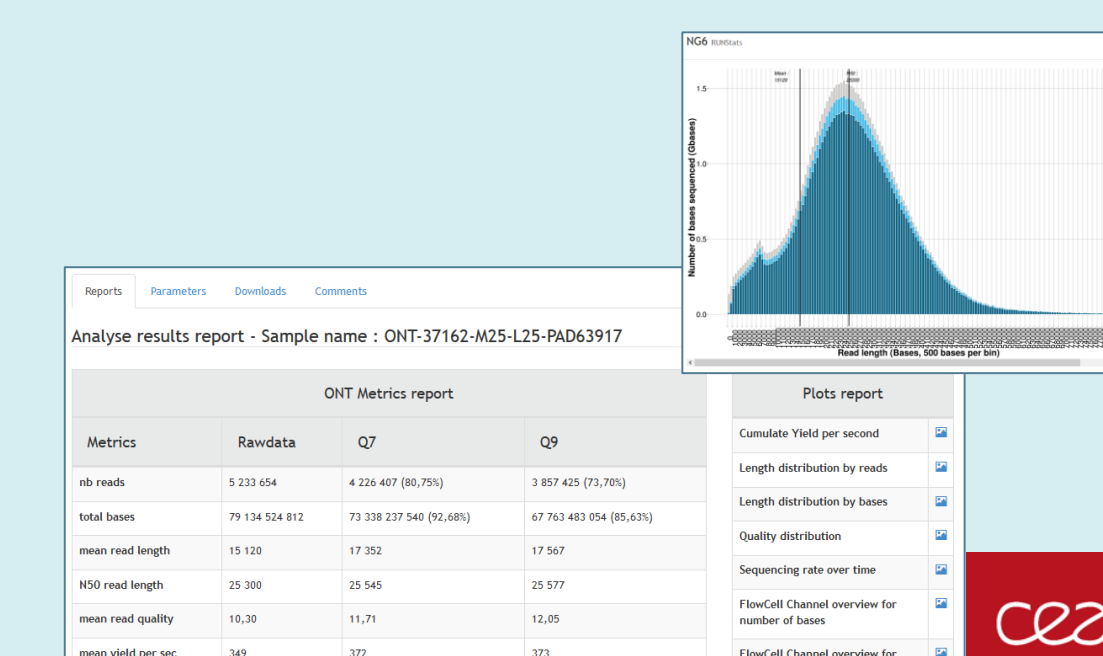 NG6 RUNStats
Mean :
15120
N50 :
25300
1.5
1.0
0.5
0.0
Number of bases sequenced (Gbases)
Read length (Bases, 500 bases per bin)
Reports Parameters Downloads Comments
Analyse results report - Sample name : ONT-37162-M25-L25-PAD63917
ONT Metrics report
Metrics Rawdata Q7 Q9
nb reads 5 233 654 4 226 407 (80,75%) 3 857 425 (73,70%)
total bases 79 134 524 812 73 338 237 540 (92,68%) 67 763 483 054 (85,63%)
mean read length 15 120 17 352 17 567
N50 read length 25 300 25 545 25 577
mean read quality 10,30 11,71 12,05
mean yield per sec 349 372 373
Plots report
Cumulate Yield per second
Length distribution by reads
Length distribution by bases
Quality distribution
Sequencing rate over time
FlowCell Channel overview for
number of bases
FlowCell Channel overview for
cea